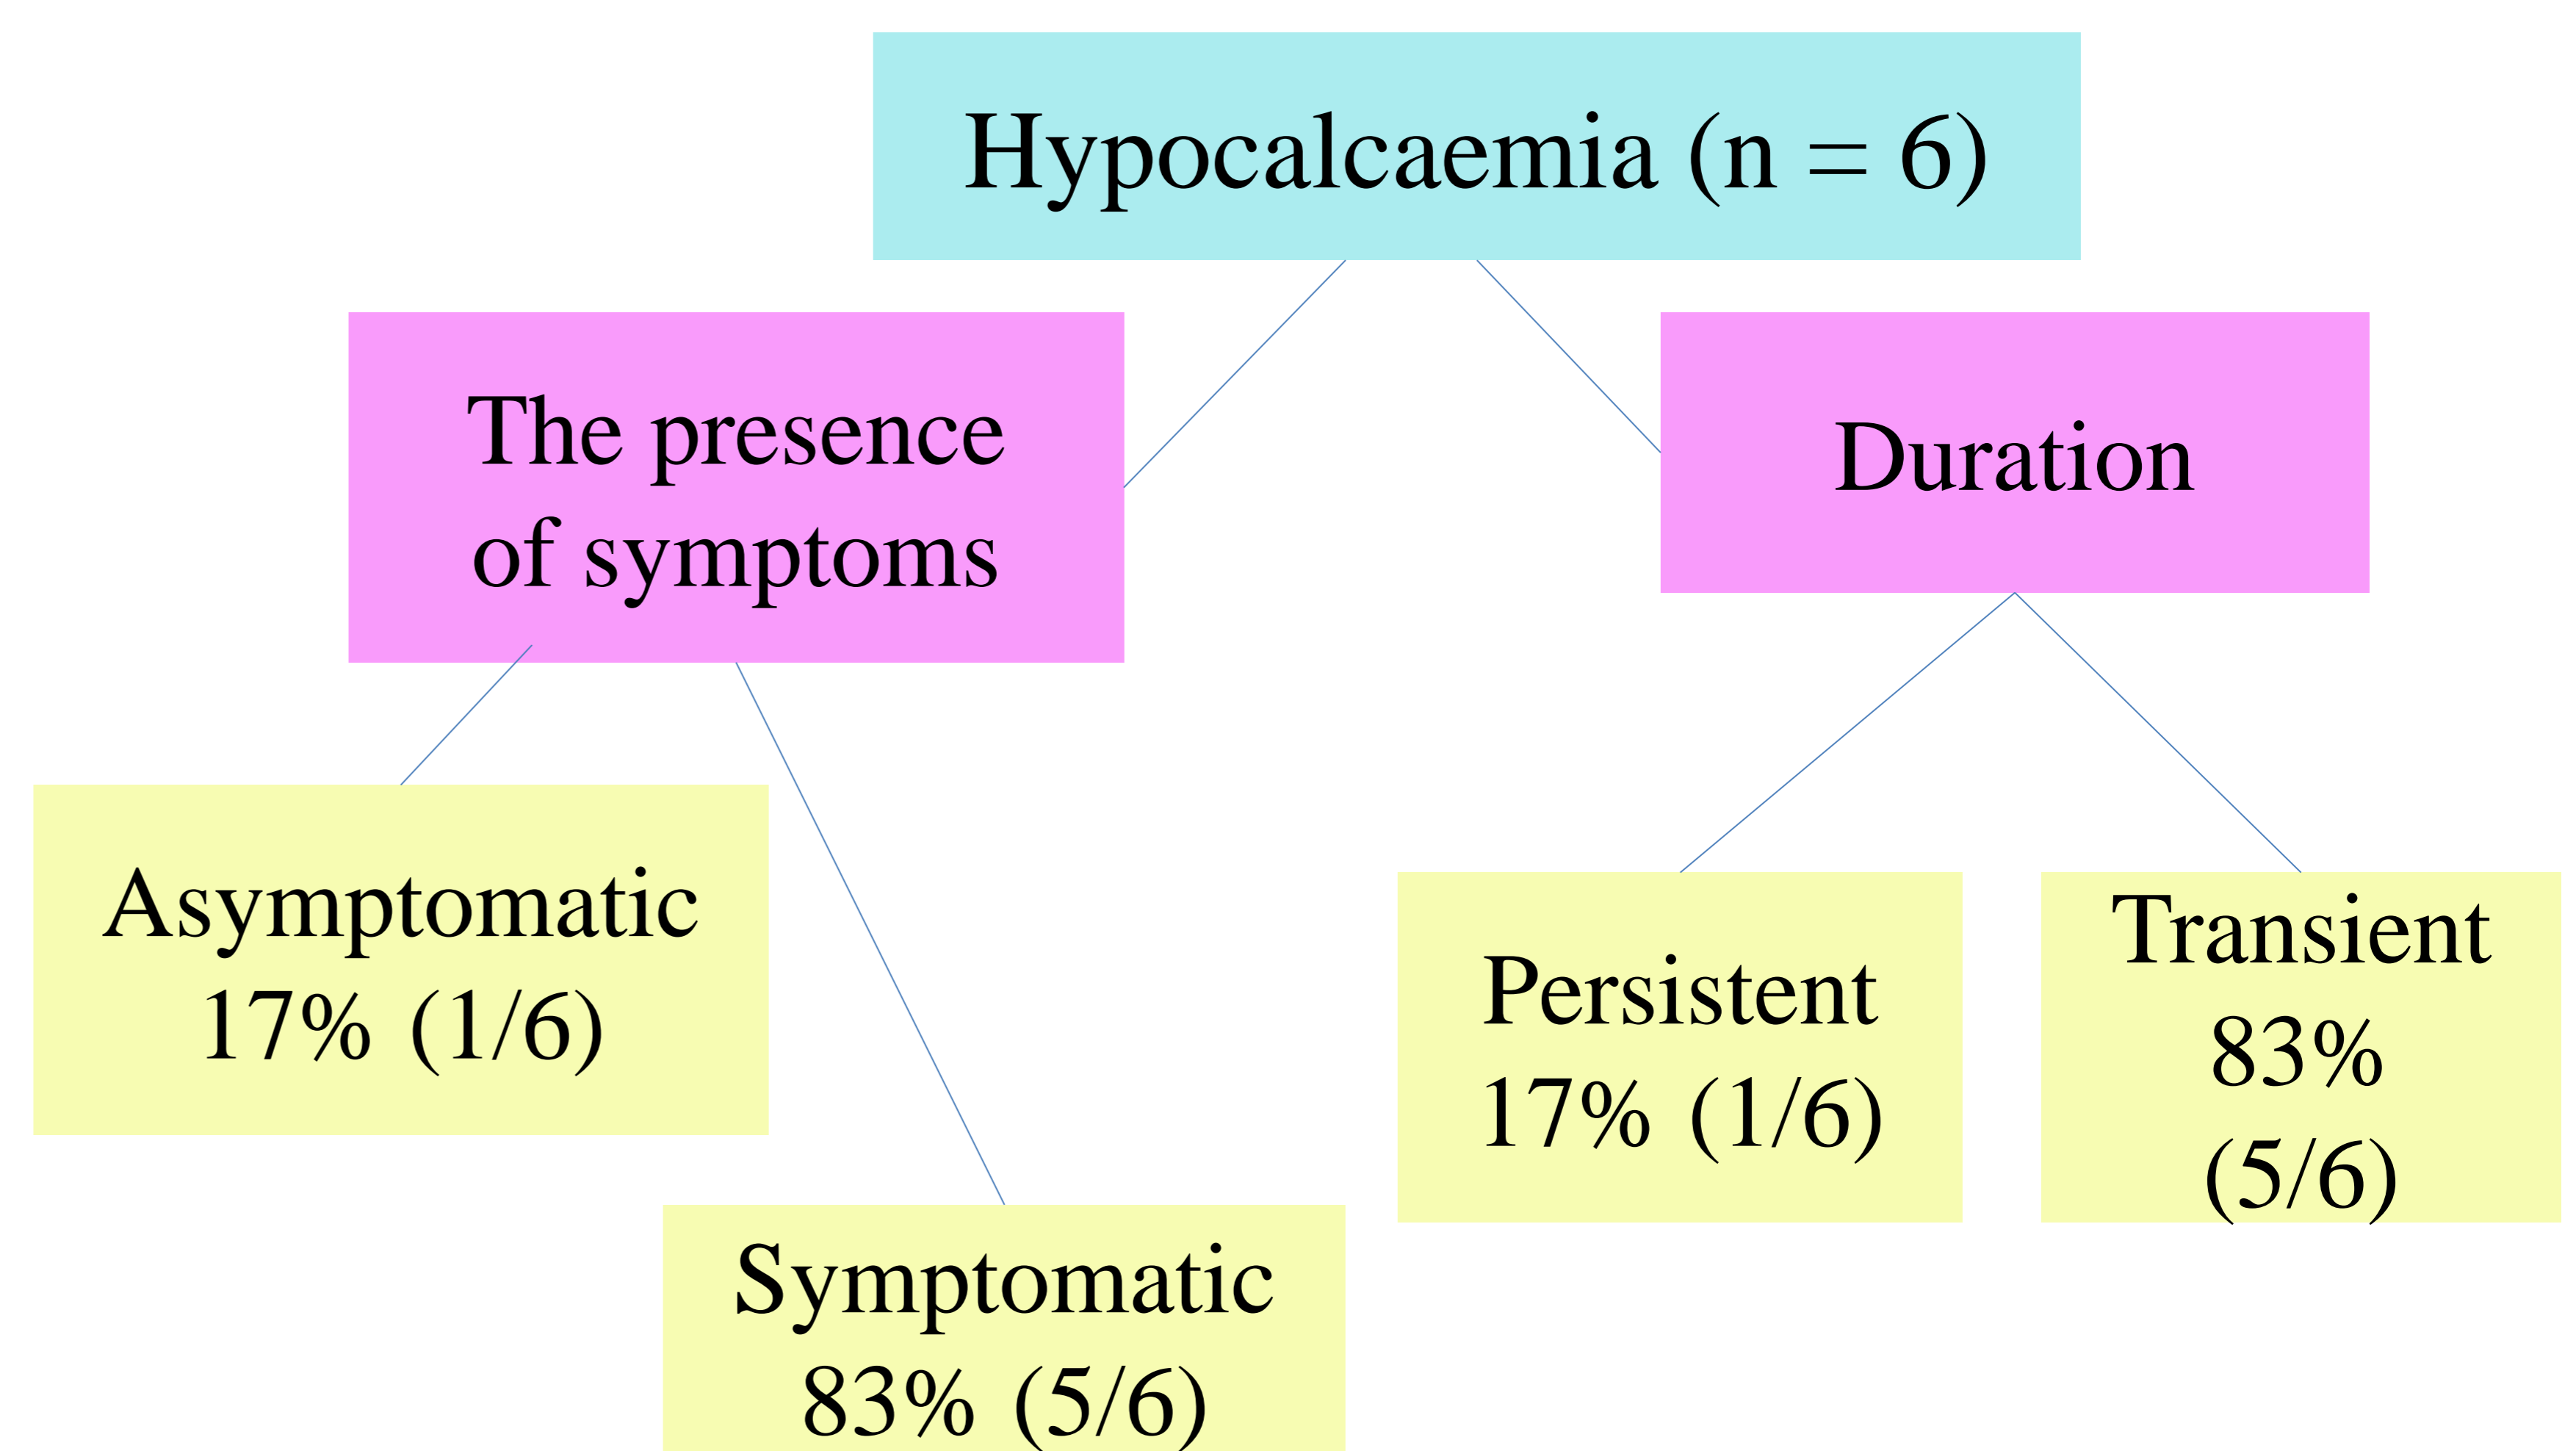 Hypocalcaemia (n = 6)
The presence
of symptoms
Duration
Asymptomatic
17% (1/6)
Symptomatic
83% (5/6)
Persistent
17% (1/6)
Transient
83%
(5/6)